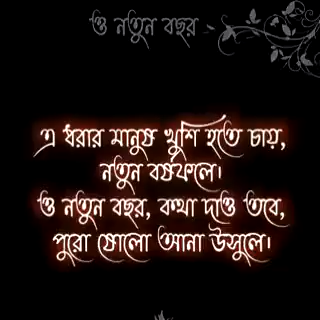 ও নতুন বছর
এ ধরার মানুষ খুশি হতে চায়,
নতুন বর্ষফলে।
ও নতুন বছর, কথা দাও তবে,
পুরো ষোলো আনা উসুলে।